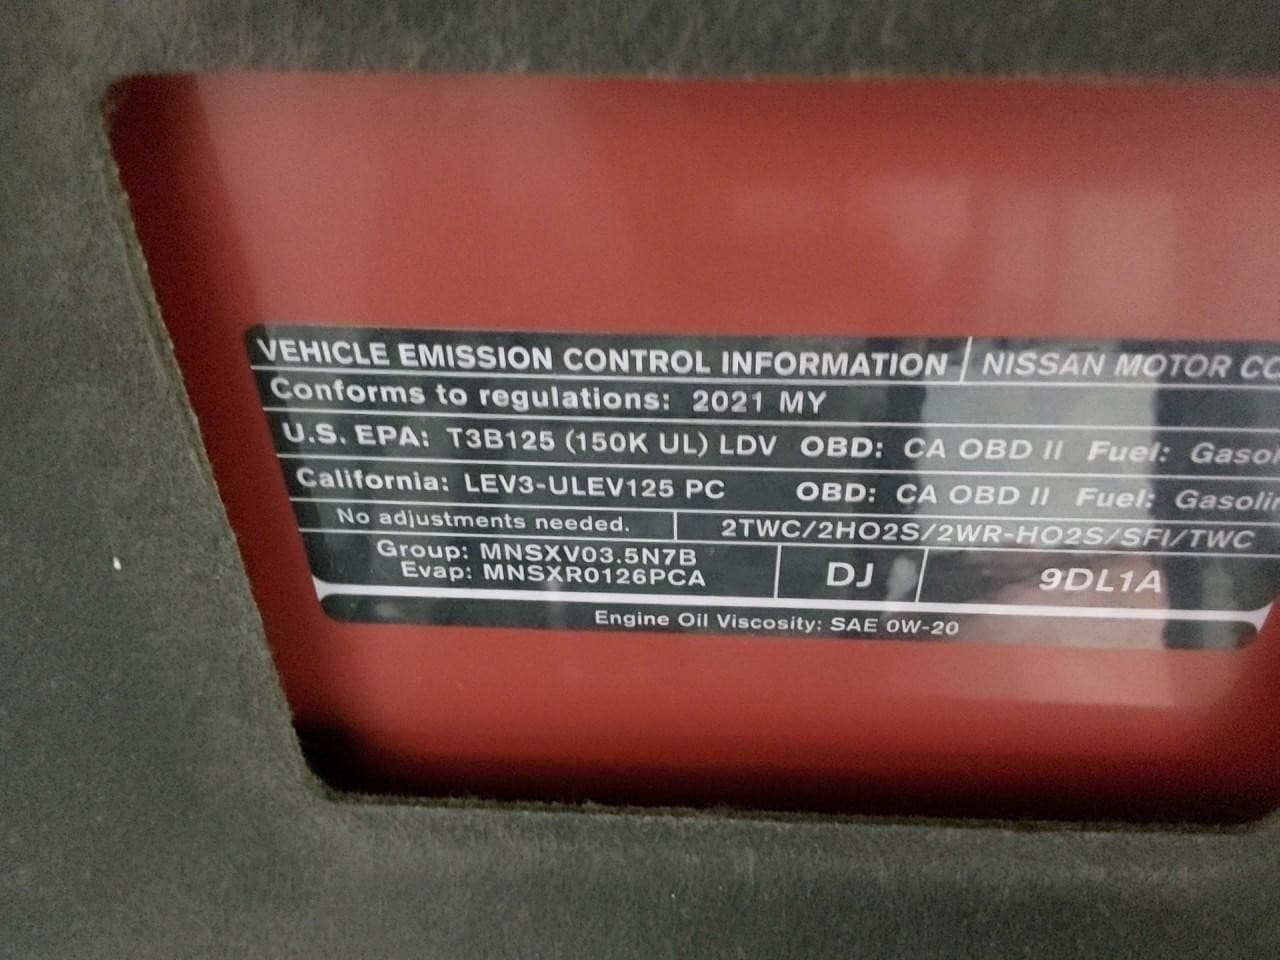 VEHICLE EMISSION CONTROL INFORMATION NISSAN MOTOR CO
Conforms to regulations: 2021 MY
U.S. EPA: T3B125 (150K UL) LDV OBD: CA OBD II Fuel: Gasol
California: LEV3-ULEV125 PC OBD: CA OBD II Fuel: Gasolin
No adjustments needed. 2TWC/2HO2S/2WR-HO2S/SFI/TWC
Group: MNSXV03.5N7B
Evap: MNSXR0126PCA
DJ
9DL1A
Engine Oil Viscosity: SAE 0W-20